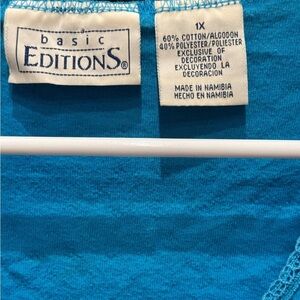 basic
EDITIONS®
1X
60% COTTON/ALGODON
40% POLYESTER/POLIESTER
EXCLUSIVE OF
DECORATION
EXCLUYENDO LA
DECORACION
MADE IN NAMIBIA
HECHO EN NAMIBIA